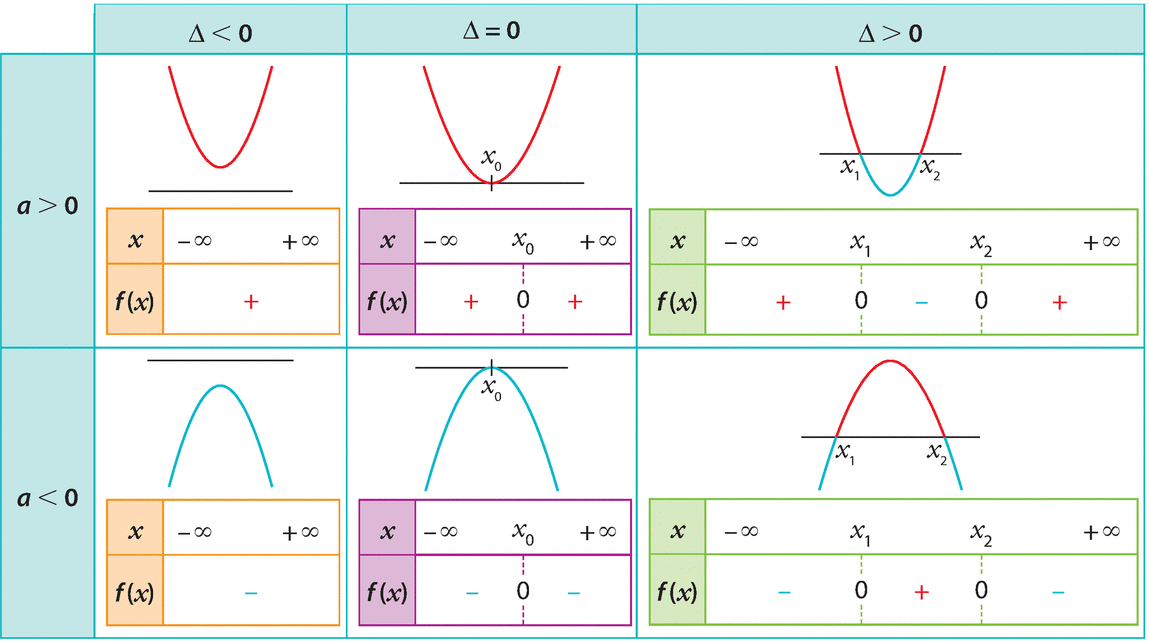 Δ < 0 Δ = 0 Δ > 0
a > 0
x₀
x₁ x₂
x −∞ +∞
f(x) +
x −∞ x₀ +∞
f(x) + 0 +
x −∞ x₁ x₂ +∞
f(x) + 0 − 0 +
a < 0
x₀
x₁ x₂
x −∞ +∞
f(x) −
x −∞ x₀ +∞
f(x) − 0 −
x −∞ x₁ x₂ +∞
f(x) − 0 + 0 −